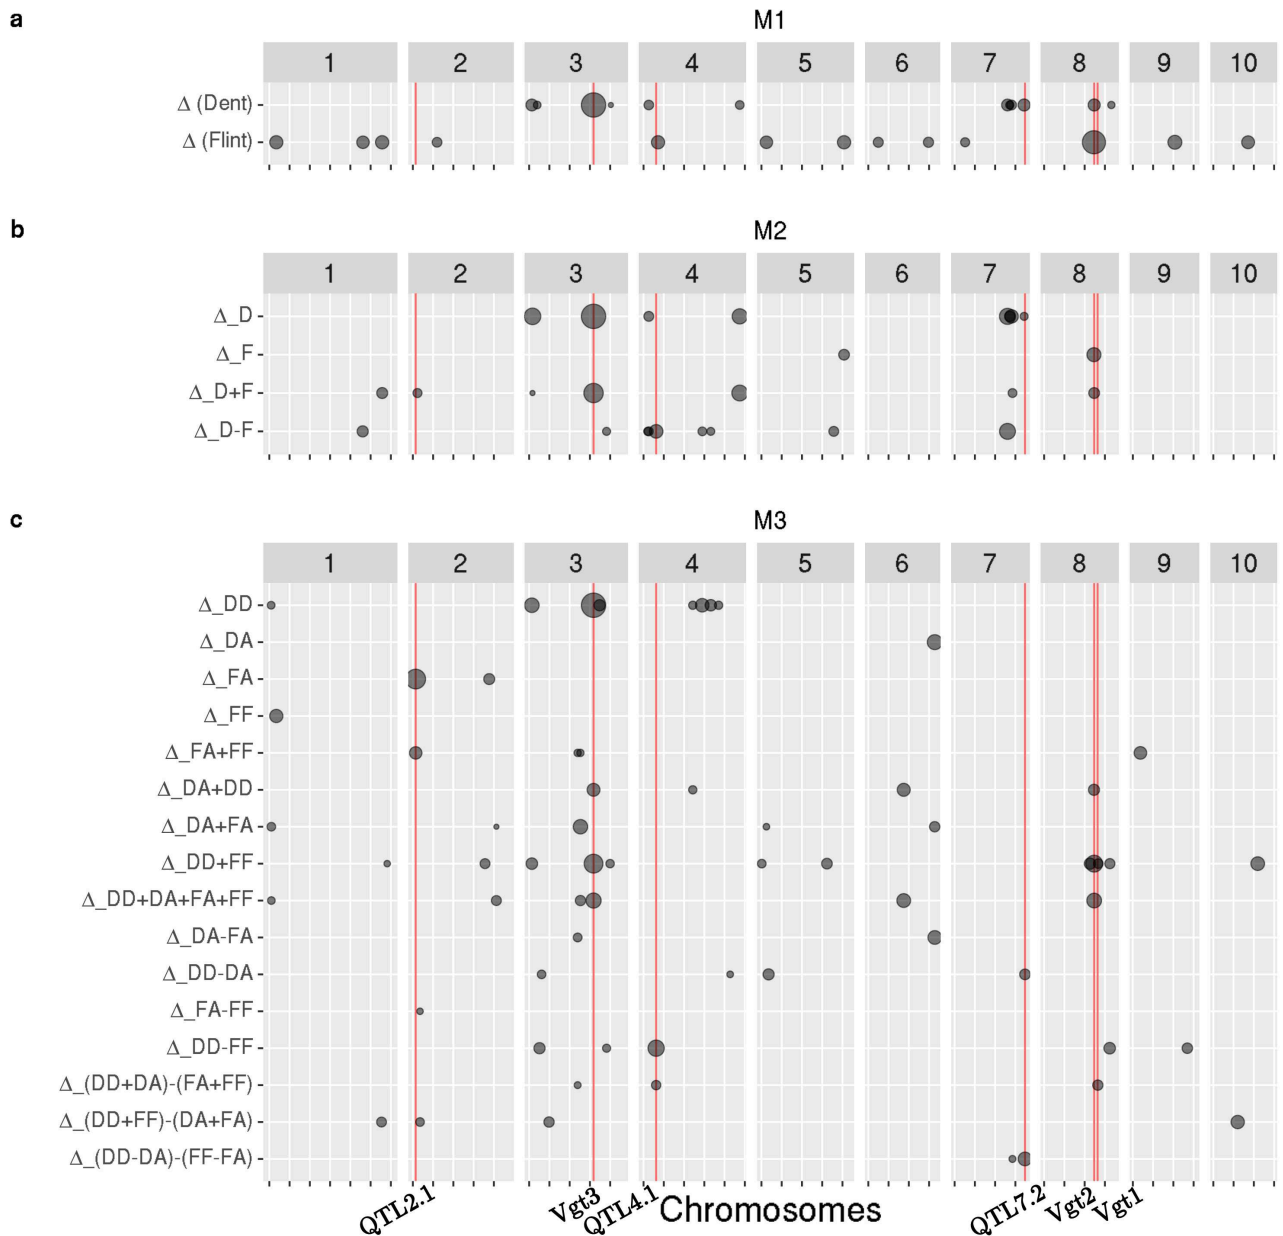 a
M1
1 2 3 4 5 6 7 8 9 10
Δ (Dent)
Δ (Flint)
b
M2
1 2 3 4 5 6 7 8 9 10
Δ_D
Δ_F
Δ_D+F
Δ_D-F
c
M3
1 2 3 4 5 6 7 8 9 10
Δ_DD
Δ_DA
Δ_FA
Δ_FF
Δ_FA+FF
Δ_DA+DD
Δ_DA+FA
Δ_DD+FF
Δ_DD+DA+FA+FF
Δ_DA-FA
Δ_DD-DA
Δ_FA-FF
Δ_DD-FF
Δ_(DD+DA)-(FA+FF)
Δ_(DD+FF)-(DA+FA)
Δ_(DD-DA)-(FF-FA)
QTL2.1 Vgt3 QTL4.1 Chromosomes QTL7.2 Vgt2 Vgt1